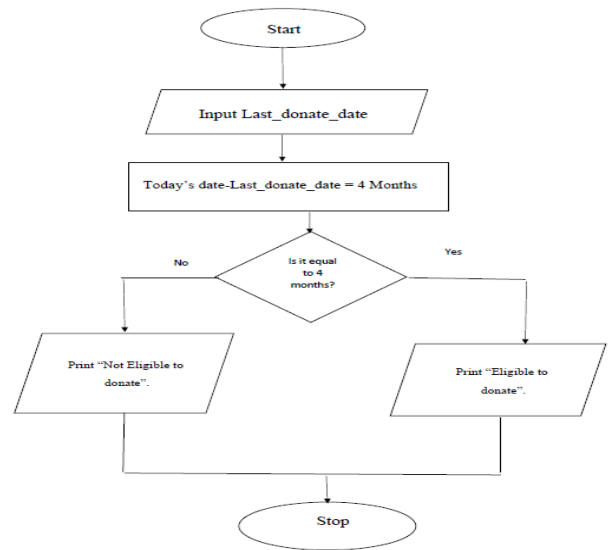 Start
Input Last_donate_date
Today’s date-Last_donate_date = 4 Months
Is it equal
to 4
months?
No
Yes
Print “Not Eligible to
donate”.
Print “Eligible to
donate”.
Stop